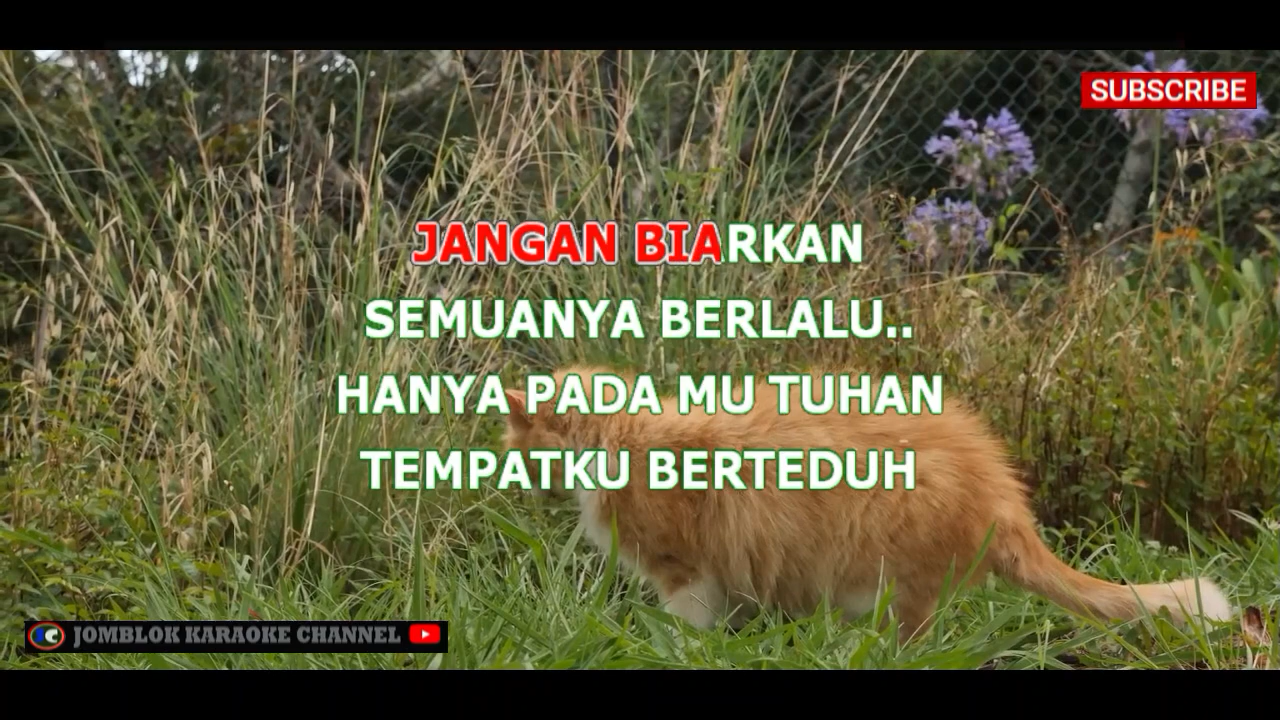 SUBSCRIBE
JANGAN BIARKAN
SEMUANYA BERLALU..
HANYA PADA MU TUHAN
TEMPATKU BERTEDUH
JOMBLOK KARAOKE CHANNEL